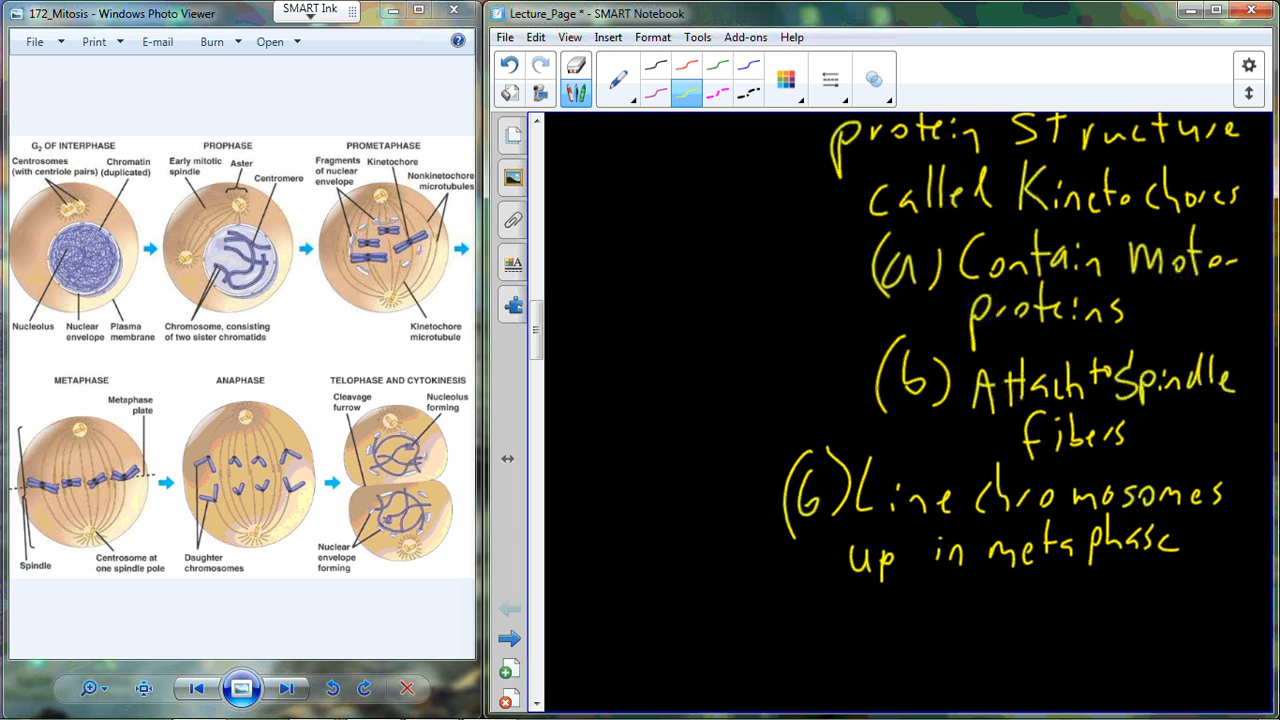 172_Mitosis - Windows Photo Viewer
SMART Ink
File Print E-mail Burn Open
G2 OF INTERPHASE
PROPHASE
PROMETAPHASE
Centrosomes
(with centriole pairs)
Chromatin
(duplicated)
Early mitotic
spindle
Aster
Centromere
Fragments
of nuclear
envelope
Kinetochore
Nonkinetochore
microtubules
Nucleolus
Nuclear
envelope
Plasma
membrane
Chromosome, consisting
of two sister chromatids
Kinetochore
microtubule
METAPHASE
ANAPHASE
TELOPHASE AND CYTOKINESIS
Metaphase
plate
Cleavage
furrow
Nucleolus
forming
Spindle
Centrosome at
one spindle pole
Daughter
chromosomes
Nuclear
envelope
forming
Lecture_Page * - SMART Notebook
File Edit View Insert Format Tools Add-ons Help
protein Structure
called Kinetochores
(a) Contain Moto-
proteins
(b) Attach to Spindle
fibers
(6) Line chromosomes
up in metaphase